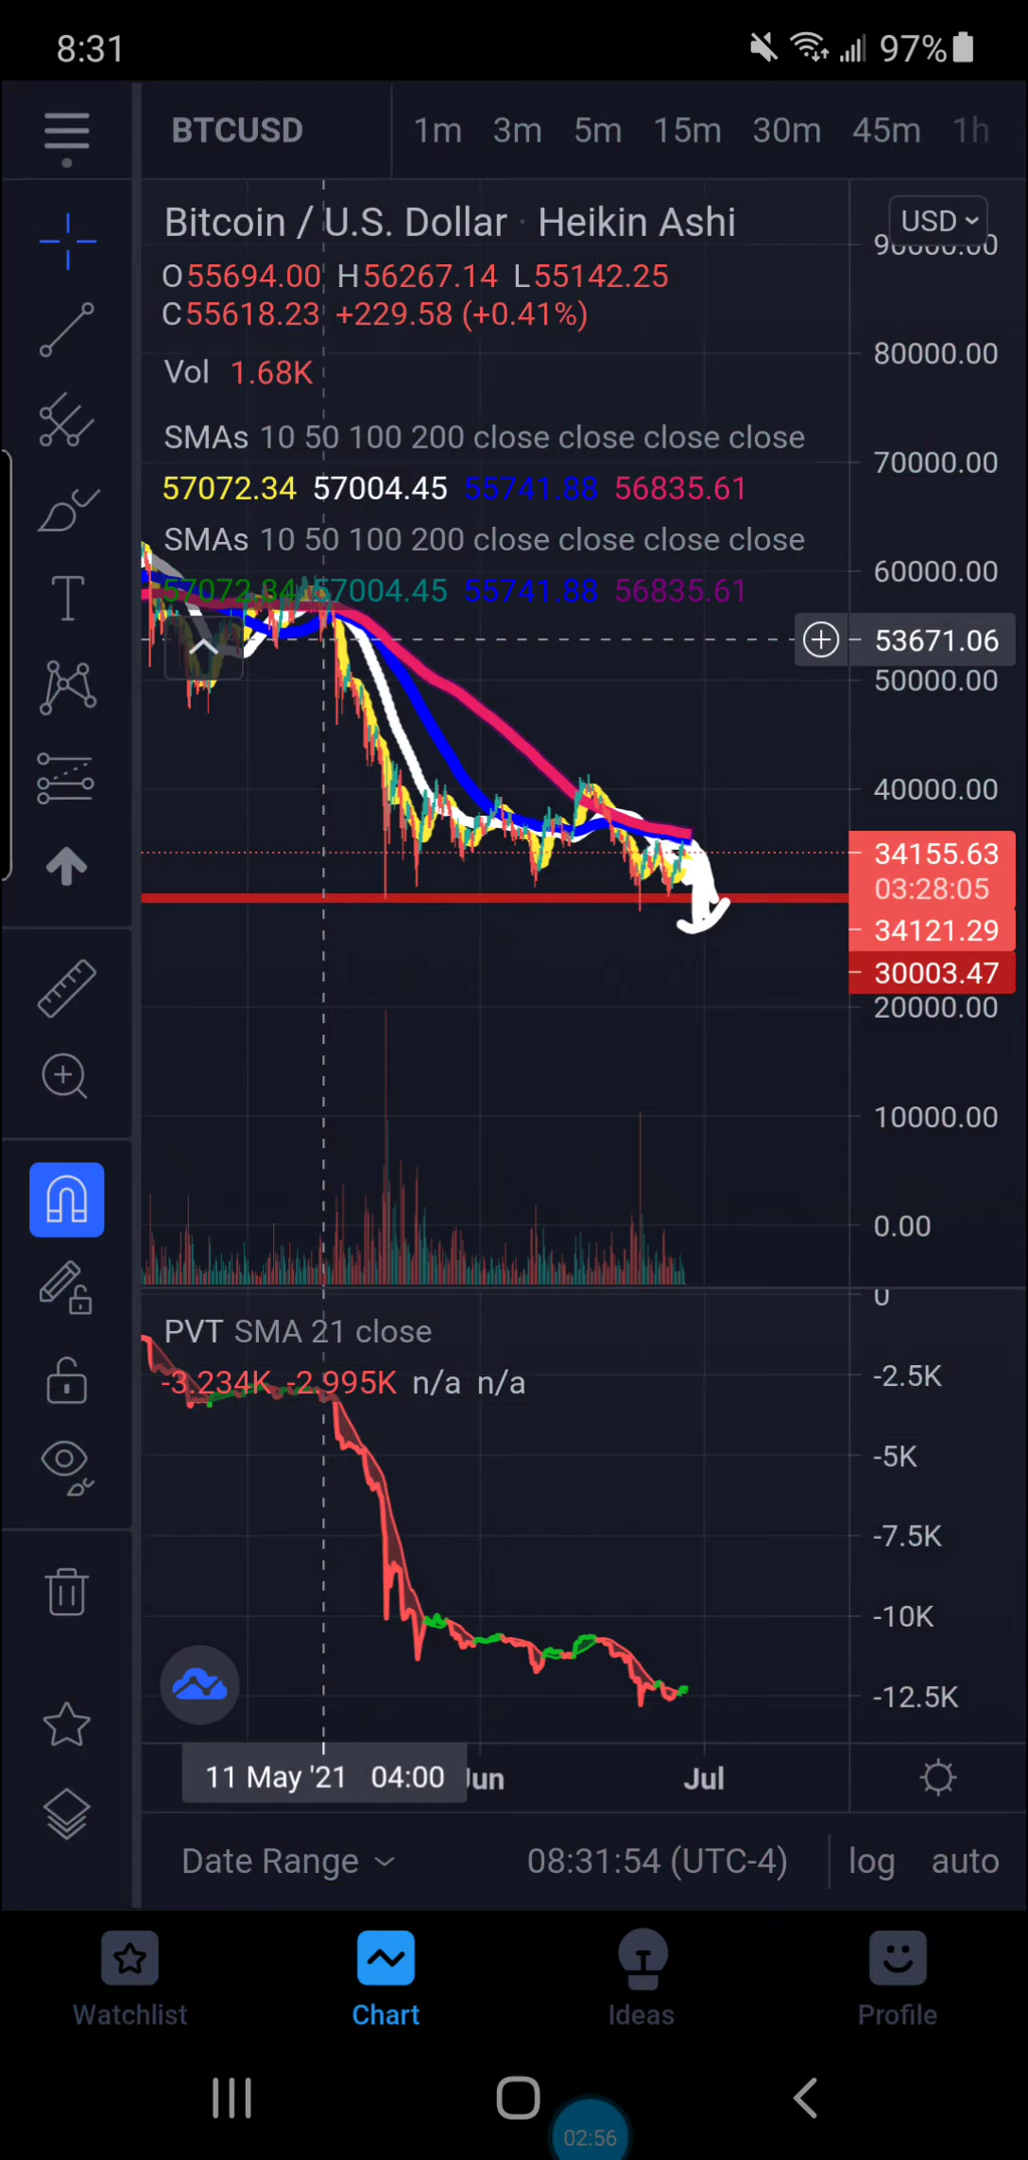 8:31 97%
BTCUSD 1m 3m 5m 15m 30m 45m 1h
Bitcoin / U.S. Dollar · Heikin Ashi USD
90000.00
O55694.00 H56267.14 L55142.25
C55618.23 +229.58 (+0.41%)
80000.00
Vol 1.68K
SMAs 10 50 100 200 close close close close
70000.00
57072.34 57004.45 55741.88 56835.61
SMAs 10 50 100 200 close close close close
60000.00
57072.34 57004.45 55741.88 56835.61
53671.06
50000.00
40000.00
34155.63
03:28:05
34121.29
30003.47
20000.00
10000.00
0.00
0
PVT SMA 21 close
-2.5K
-3.234K -2.995K n/a n/a
-5K
-7.5K
-10K
-12.5K
11 May '21 04:00 Jun Jul
Date Range 08:31:54 (UTC-4) log auto
Watchlist Chart Ideas Profile
02:56